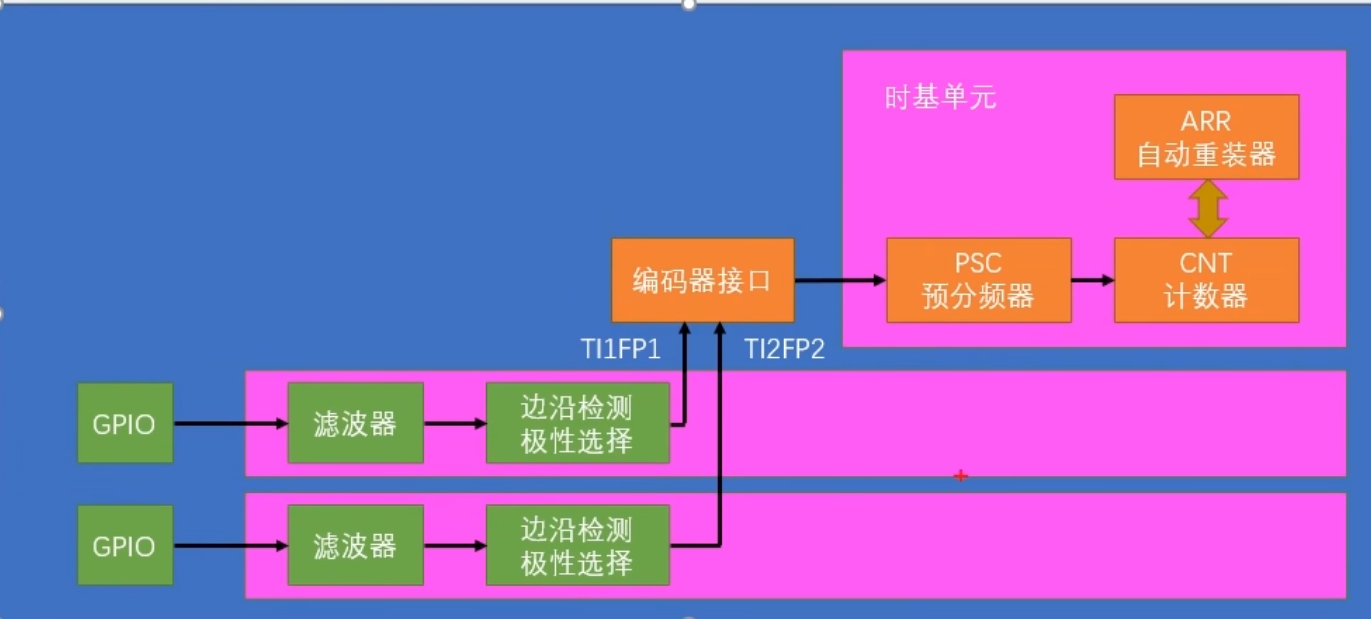 时基单元
ARR
自动重装器
编码器接口
PSC
预分频器
CNT
计数器
TI1FP1
TI2FP2
GPIO
滤波器
边沿检测
极性选择
GPIO
滤波器
边沿检测
极性选择